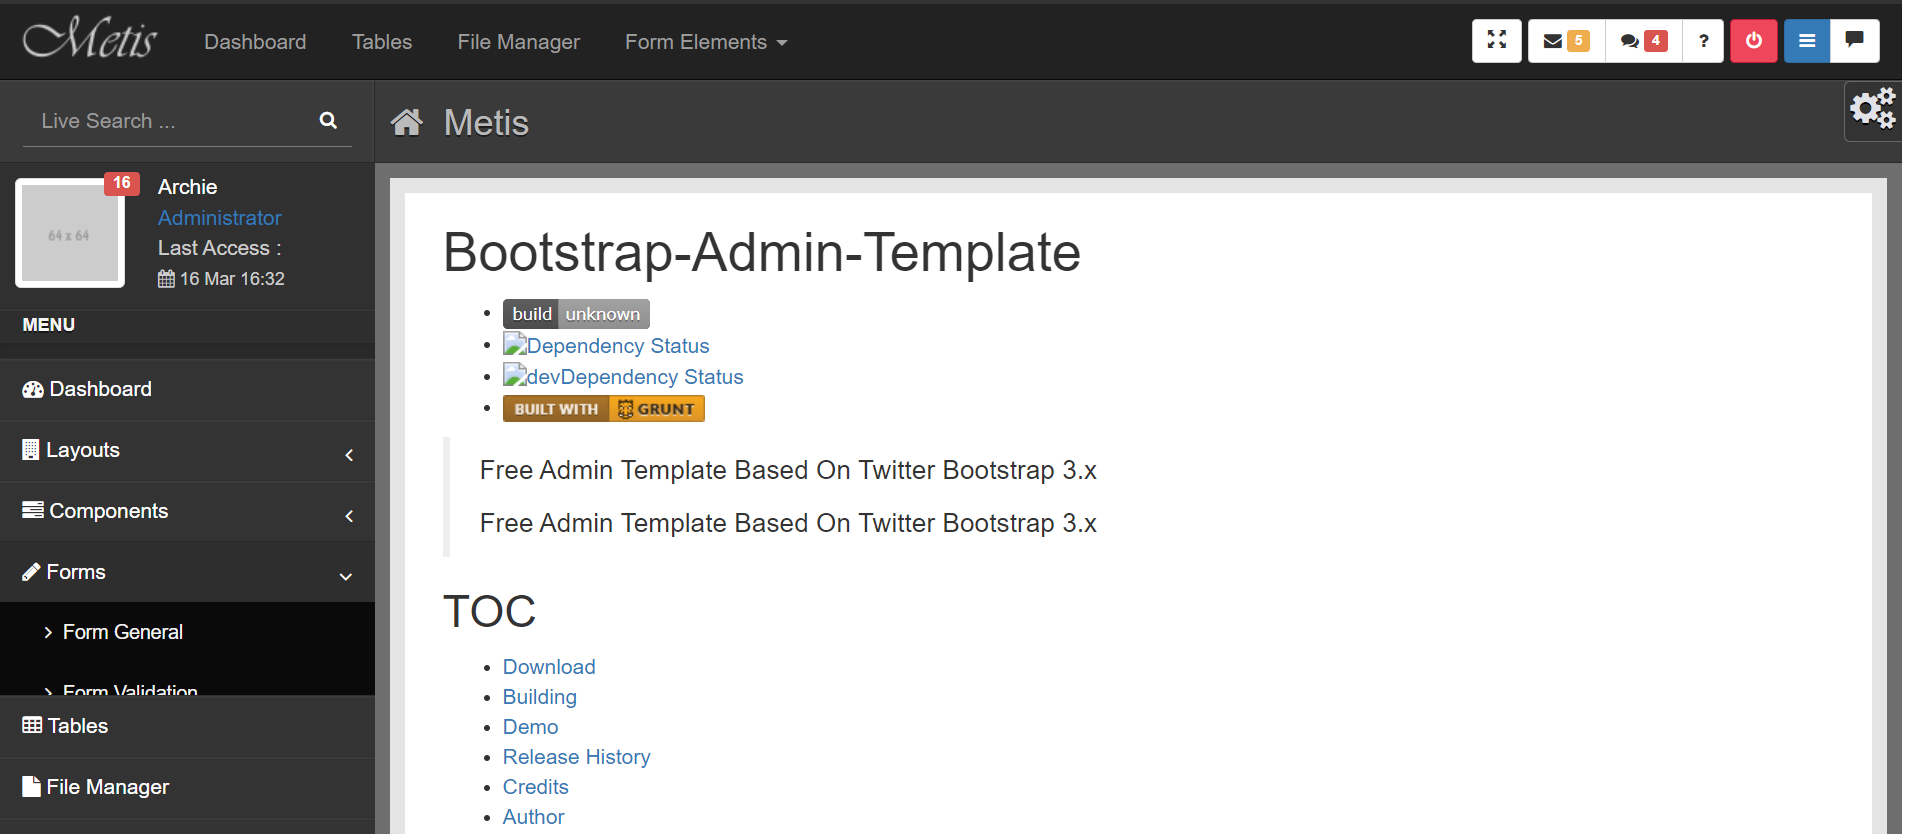 Metis Dashboard Tables File Manager Form Elements 5 4 ?
Live Search ...
Metis
64 x 64
16
Archie
Administrator
Last Access :
16 Mar 16:32
MENU
Dashboard
Layouts
Components
Forms
Form General
Form Validation
Tables
File Manager
Bootstrap-Admin-Template
build unknown
Dependency Status
devDependency Status
BUILT WITH GRUNT
Free Admin Template Based On Twitter Bootstrap 3.x
Free Admin Template Based On Twitter Bootstrap 3.x
TOC
Download
Building
Demo
Release History
Credits
Author